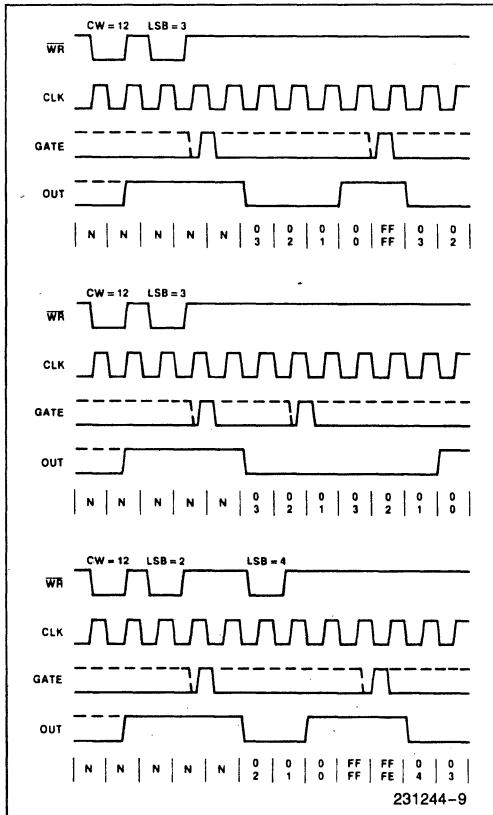 CW = 12 LSB = 3
WR
CLK
GATE
OUT
N N N N N 0 0 0 0 FF 0 0
3 2 1 0 FF 3 2
CW = 12 LSB = 3
WR
CLK
GATE
OUT
N N N N N 0 0 0 0 0 0 0
3 2 1 3 2 1 0
CW = 12 LSB = 2 LSB = 4
WR
CLK
GATE
OUT
N N N N N 0 0 0 FF FF 0 0
2 1 0 FF FE 4 3
231244-9